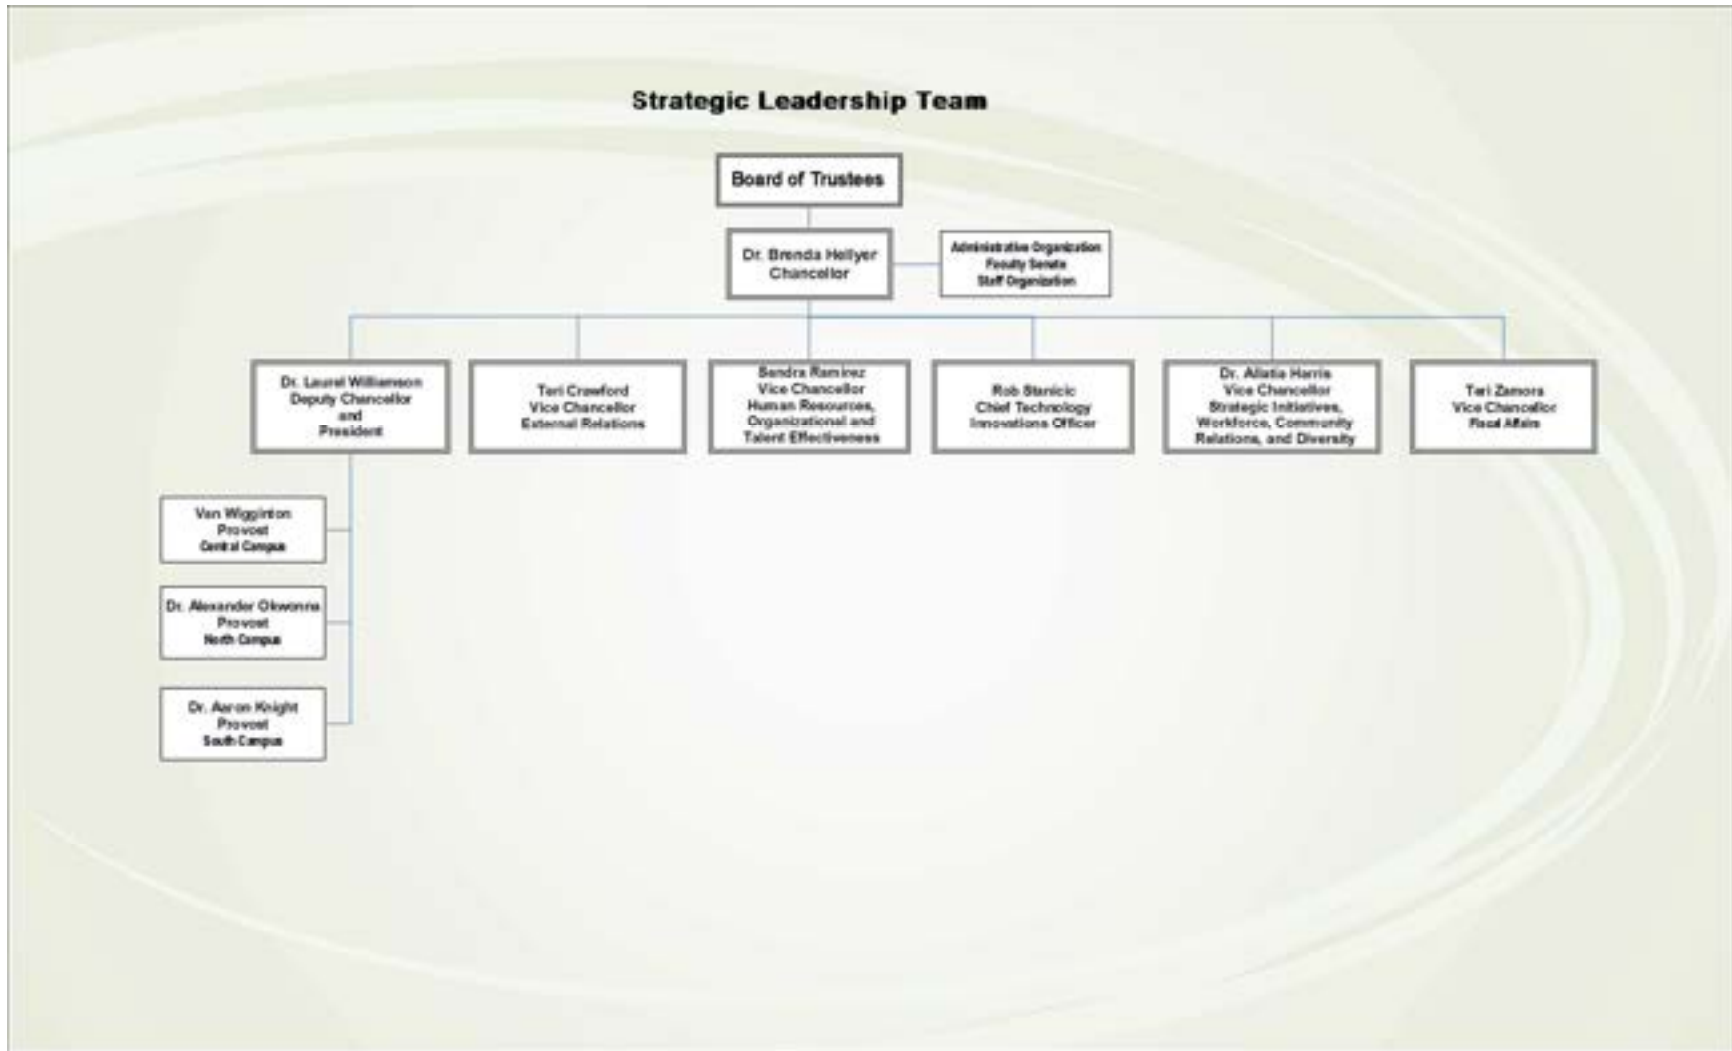 Strategic Leadership Team
Board of Trustees
Dr. Brenda Hellyer
Chancellor
Administrative Organization
Faculty Senate
Staff Organization
Dr. Laurel Williamson
Deputy Chancellor
and
President
Teri Crawford
Vice Chancellor
External Relations
Sandra Ramirez
Vice Chancellor
Human Resources,
Organizational and
Talent Effectiveness
Rob Stanicic
Chief Technology
Innovations Officer
Dr. Allatia Harris
Vice Chancellor
Strategic Initiatives,
Workforce, Community
Relations, and Diversity
Teri Zamora
Vice Chancellor
Fiscal Affairs
Van Wigginton
Provost
Central Campus
Dr. Alexander Okwonna
Provost
North Campus
Dr. Aaron Knight
Provost
South Campus